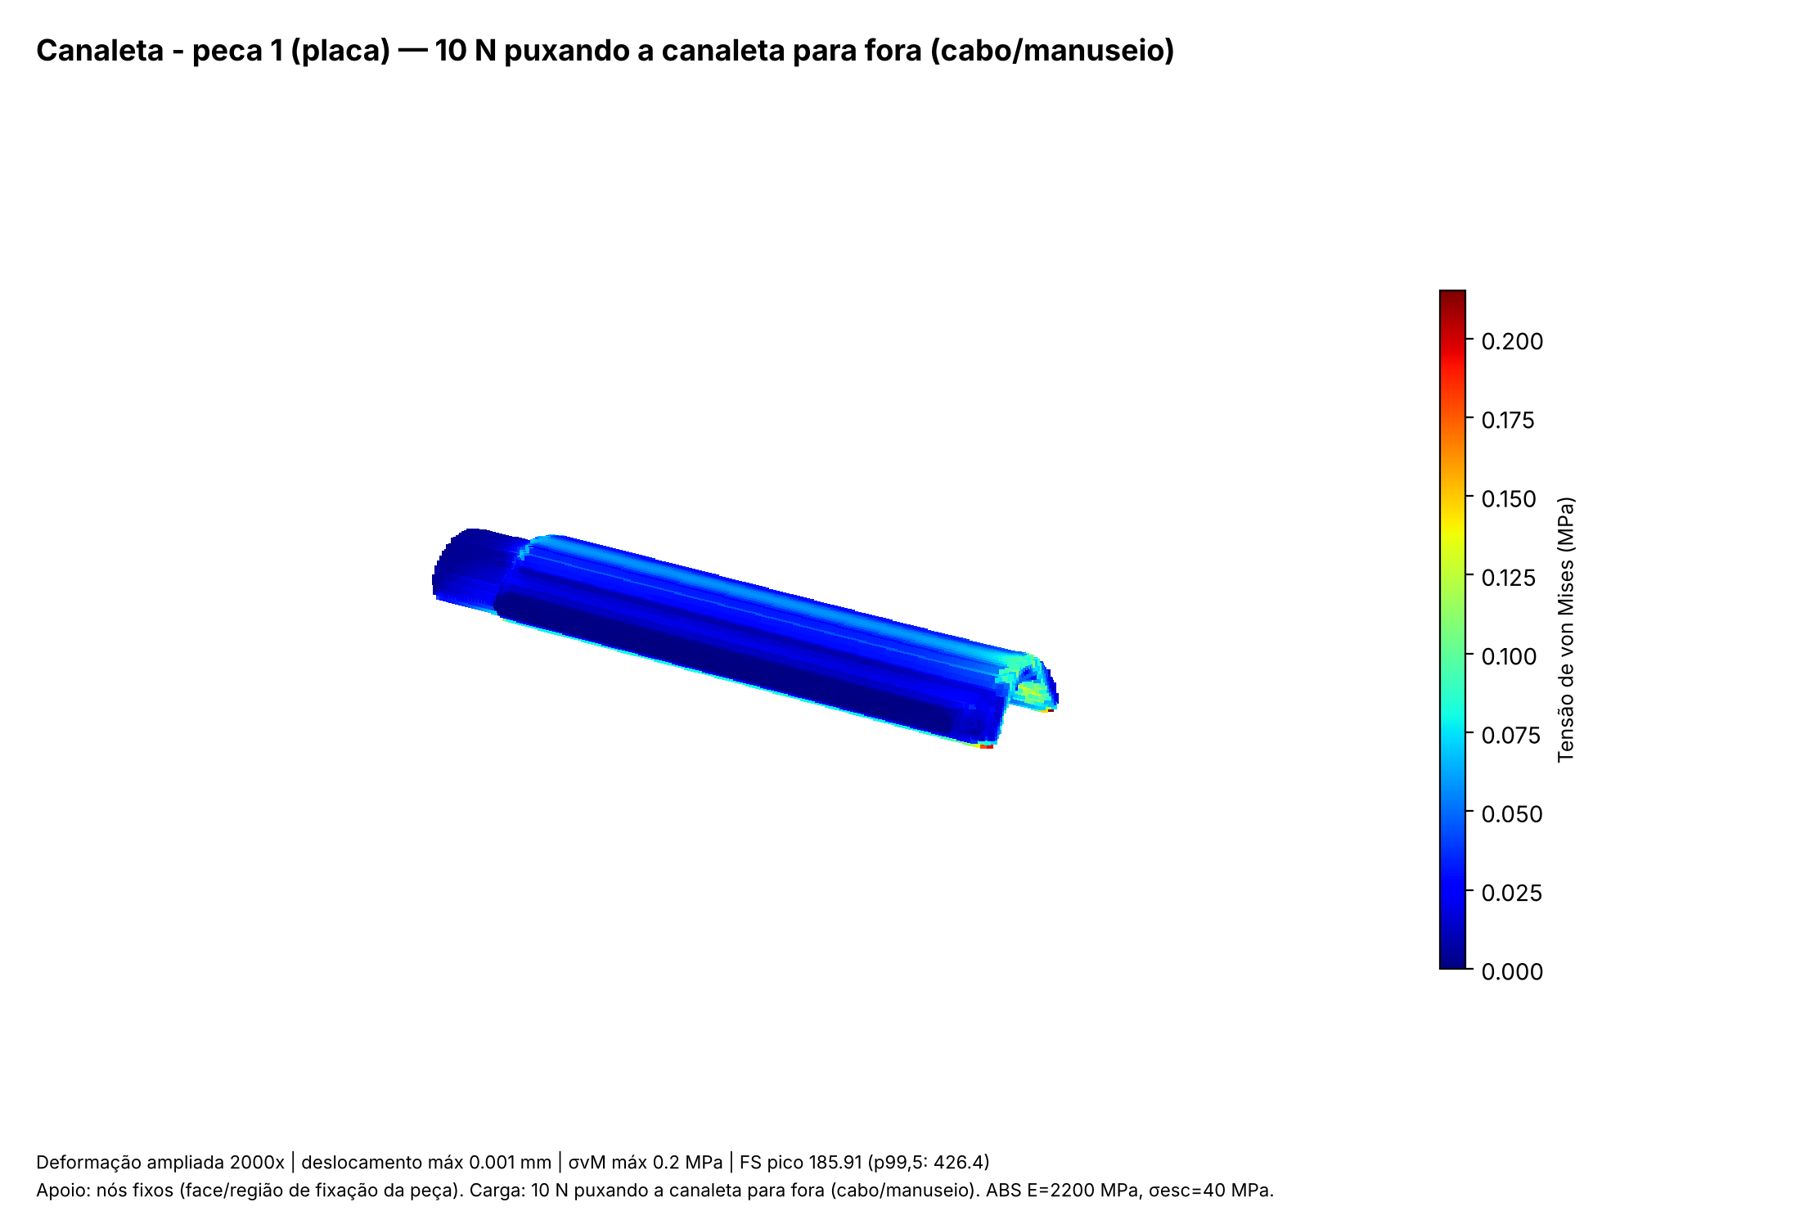 Canaleta - peca 1 (placa) — 10 N puxando a canaleta para fora (cabo/manuseio)
0.200
0.175
0.150
0.125
0.100
0.075
0.050
0.025
0.000
Tensão de von Mises (MPa)
Deformação ampliada 2000x | deslocamento máx 0.001 mm | σvM máx 0.2 MPa | FS pico 185.91 (p99,5: 426.4)
Apoio: nós fixos (face/região de fixação da peça). Carga: 10 N puxando a canaleta para fora (cabo/manuseio). ABS E=2200 MPa, σesc=40 MPa.